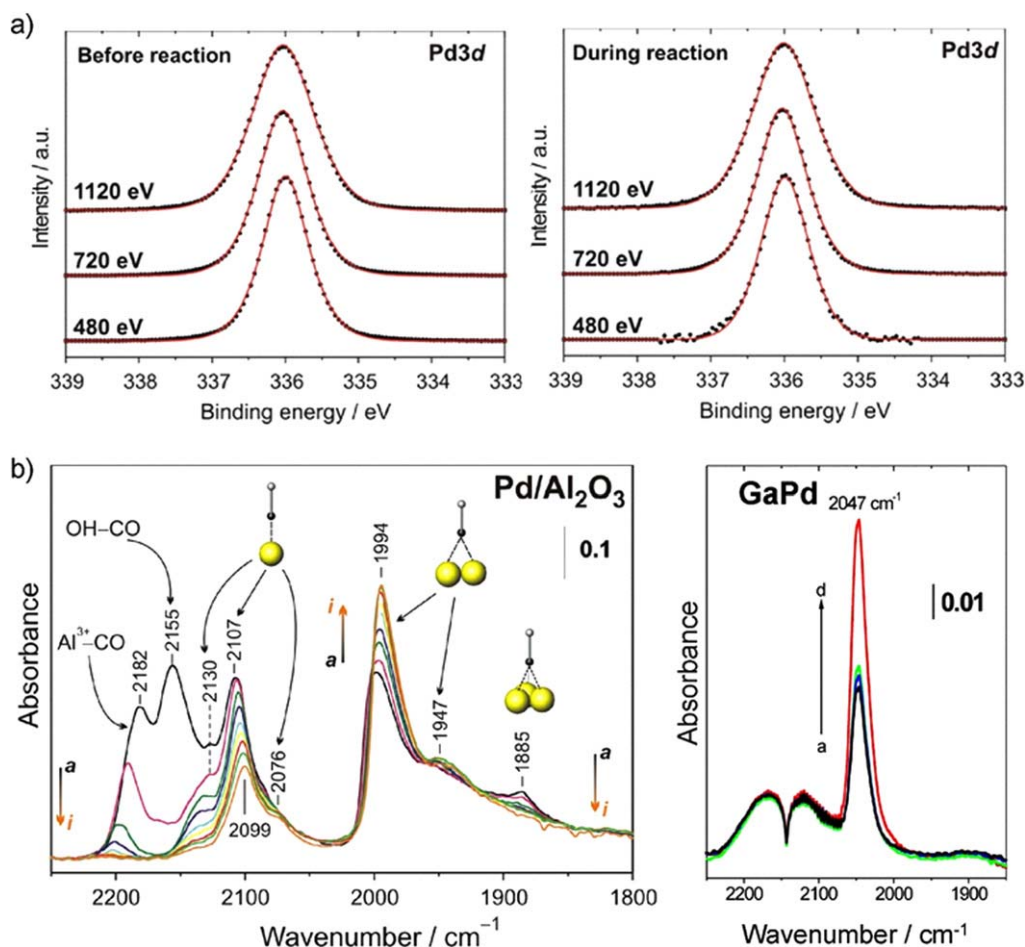 a)
Before reaction
Pd3d
1120 eV
720 eV
480 eV
Intensity / a.u.
339 338 337 336 335 334 333
Binding energy / eV
During reaction
Pd3d
1120 eV
720 eV
480 eV
Intensity / a.u.
339 338 337 336 335 334 333
Binding energy / eV
b)
Pd/Al₂O₃
OH–CO
Al³⁺–CO
2182
2155
2130
2107
2099
2076
1994
1947
1885
0.1
i
a
a
i
a
i
Absorbance
2200 2100 2000 1900 1800
Wavenumber / cm⁻¹
GaPd
2047 cm⁻¹
d
a
0.01
Absorbance
2200 2100 2000 1900
Wavenumber / cm⁻¹